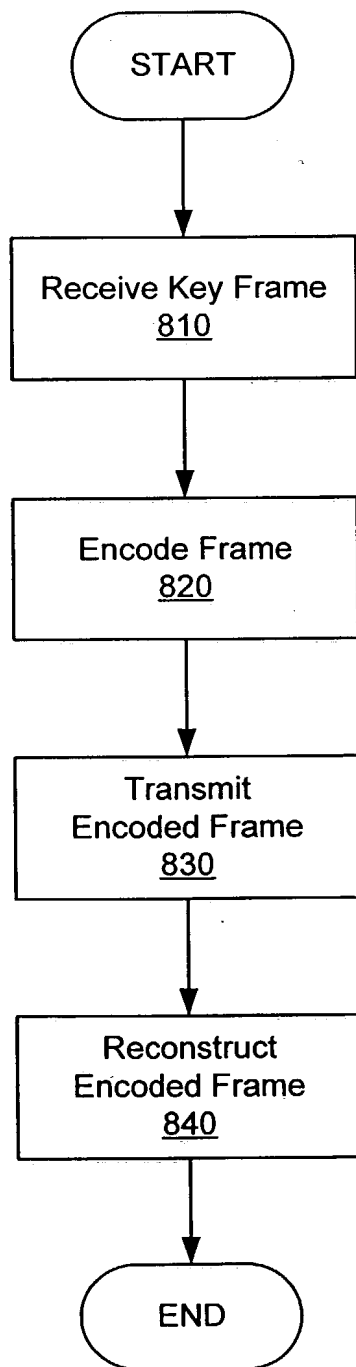 START
Receive Key Frame
810
Encode Frame
820
Transmit
Encoded Frame
830
Reconstruct
Encoded Frame
840
END